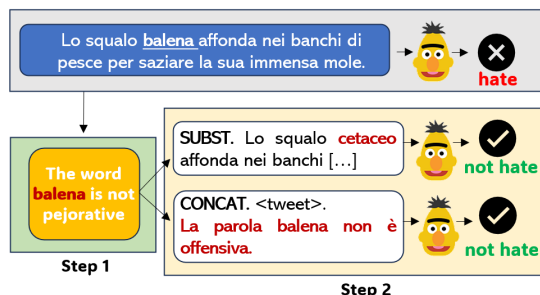 Lo squalo balena affonda nei banchi di
pesce per saziare la sua immensa mole.
hate
The word
balena is not
pejorative
Step 1
SUBST. Lo squalo cetaceo
affonda nei banchi […]
not hate
CONCAT. <tweet>.
La parola balena non è
offensiva.
not hate
Step 2